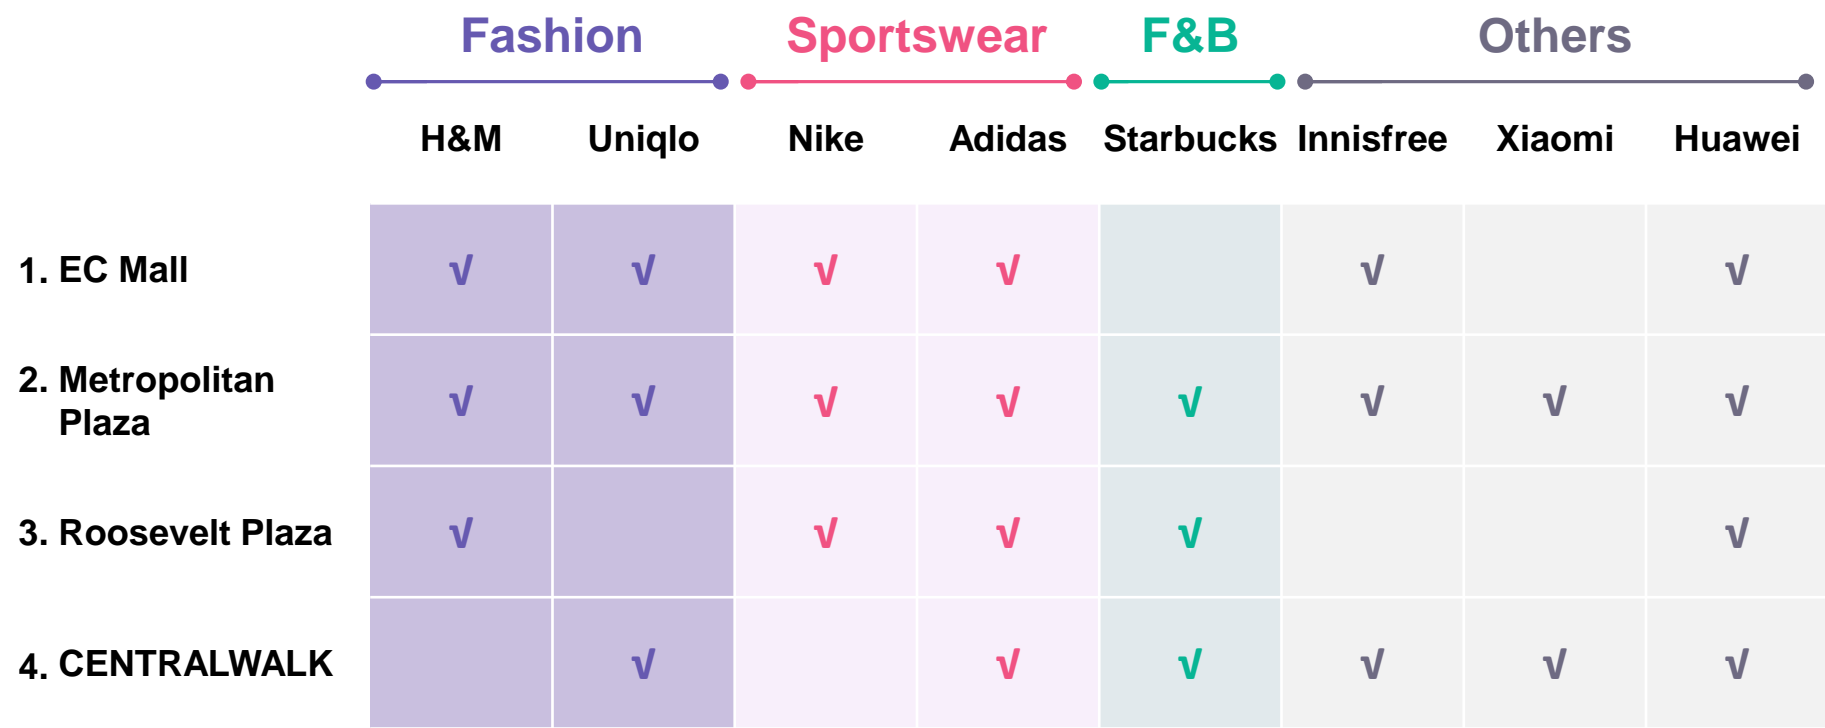 Fashion Sportswear F&B Others
H&M Uniqlo Nike Adidas Starbucks Innisfree Xiaomi Huawei
1. EC Mall √ √ √ √ √ √
2. Metropolitan
Plaza √ √ √ √ √ √ √ √
3. Roosevelt Plaza √ √ √ √ √
4. CENTRALWALK √ √ √ √ √ √